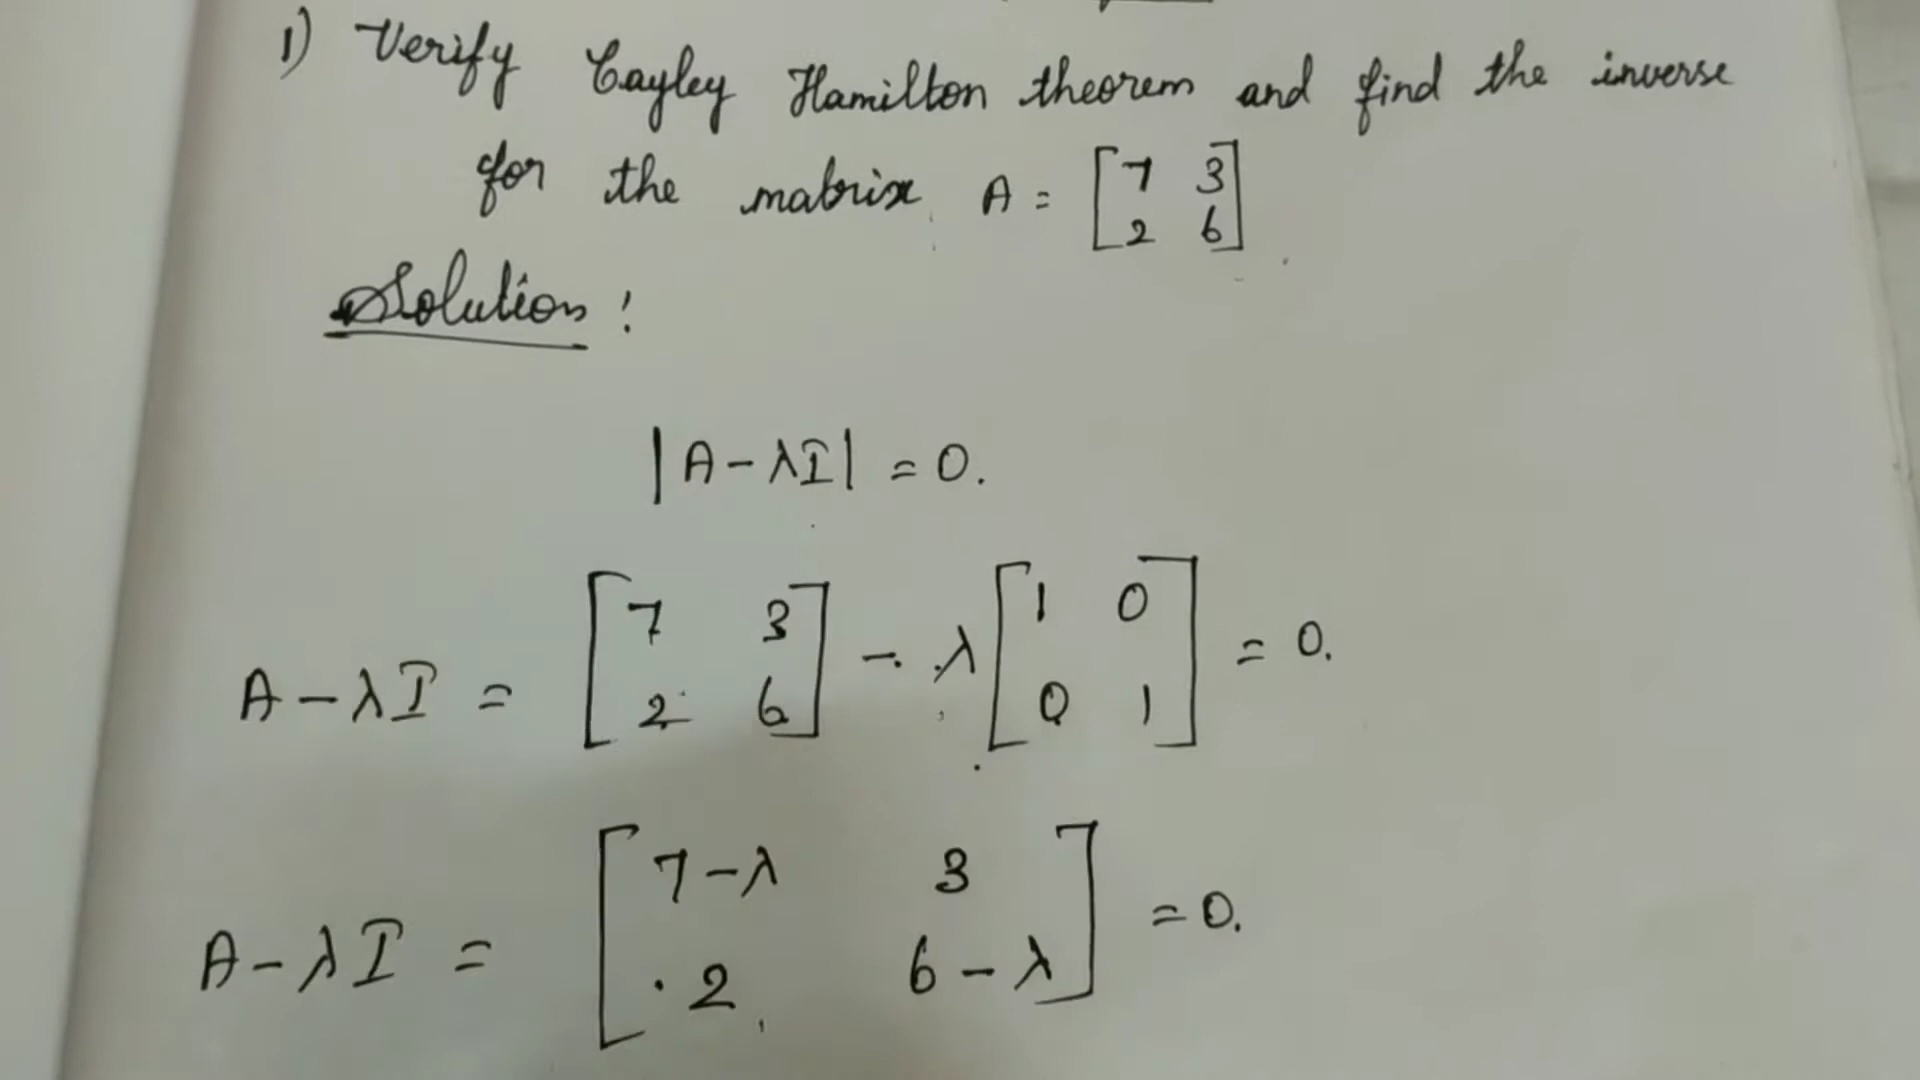 1) Verify Cayley Hamilton theorem and find the inverse
for the matrix A = [7 3
2 6]
Solution :
|A-λI| = 0.
A-λI = [7 3
2 6] - λ[1 0
0 1] = 0.
A-λI = [7-λ 3
2 6-λ] = 0.